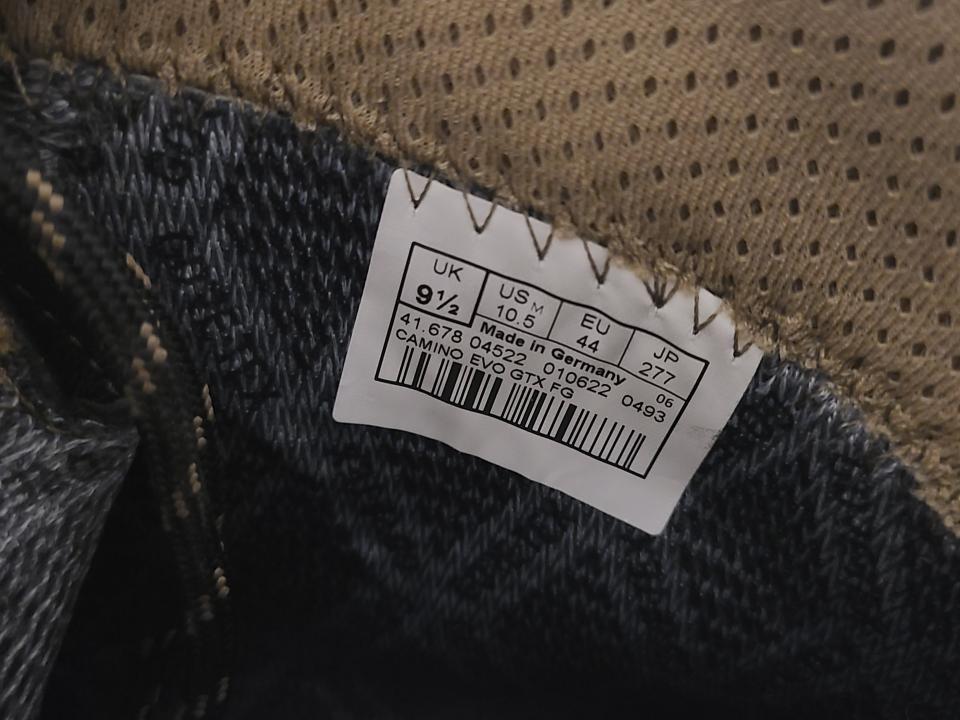 UK US M EU JP
9½ 10.5 44 277
Made in Germany 06
41.678 04522 010622 0493
CAMINO EVO GTX FG